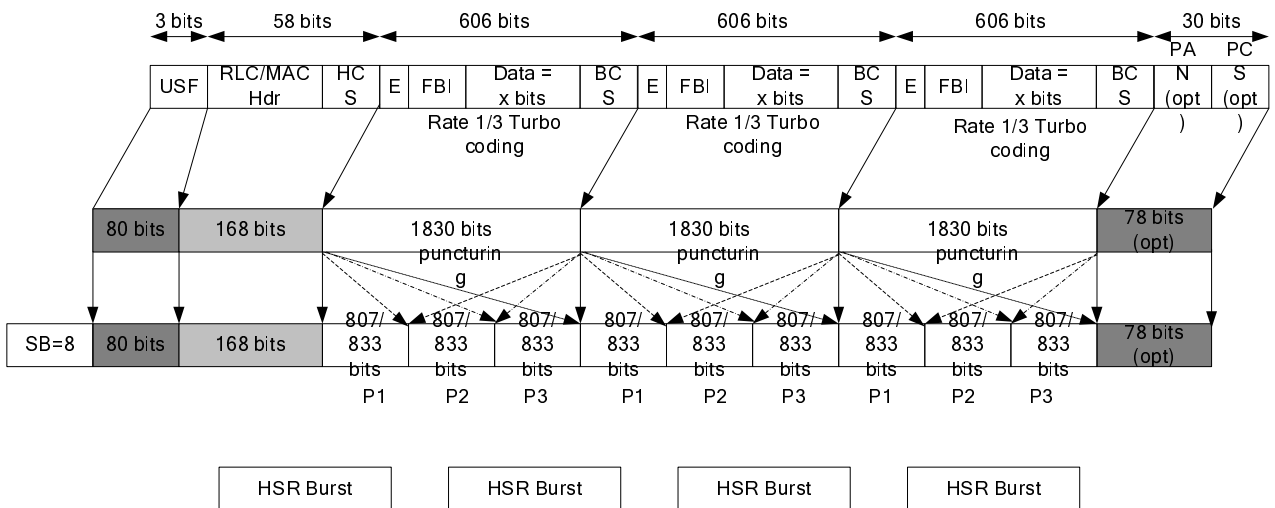 3 bits 58 bits 606 bits 606 bits 606 bits 30 bits
USF RLC/MAC Hdr HC S E FBI Data = x bits BC S E FBI Data = x bits BC S E FBI Data = x bits BC S PA N (opt ) PC S (opt )
Rate 1/3 Turbo coding Rate 1/3 Turbo coding Rate 1/3 Turbo coding
80 bits 168 bits 1830 bits 1830 bits 1830 bits 78 bits (opt)
puncturin g puncturin g puncturin g
SB=8 80 bits 168 bits 807/ 833 bits 807/ 833 bits 807/ 833 bits 807/ 833 bits 807/ 833 bits 807/ 833 bits 807/ 833 bits 807/ 833 bits 807/ 833 bits 78 bits (opt)
P1 P2 P3 P1 P2 P3 P1 P2 P3
HSR Burst HSR Burst HSR Burst HSR Burst